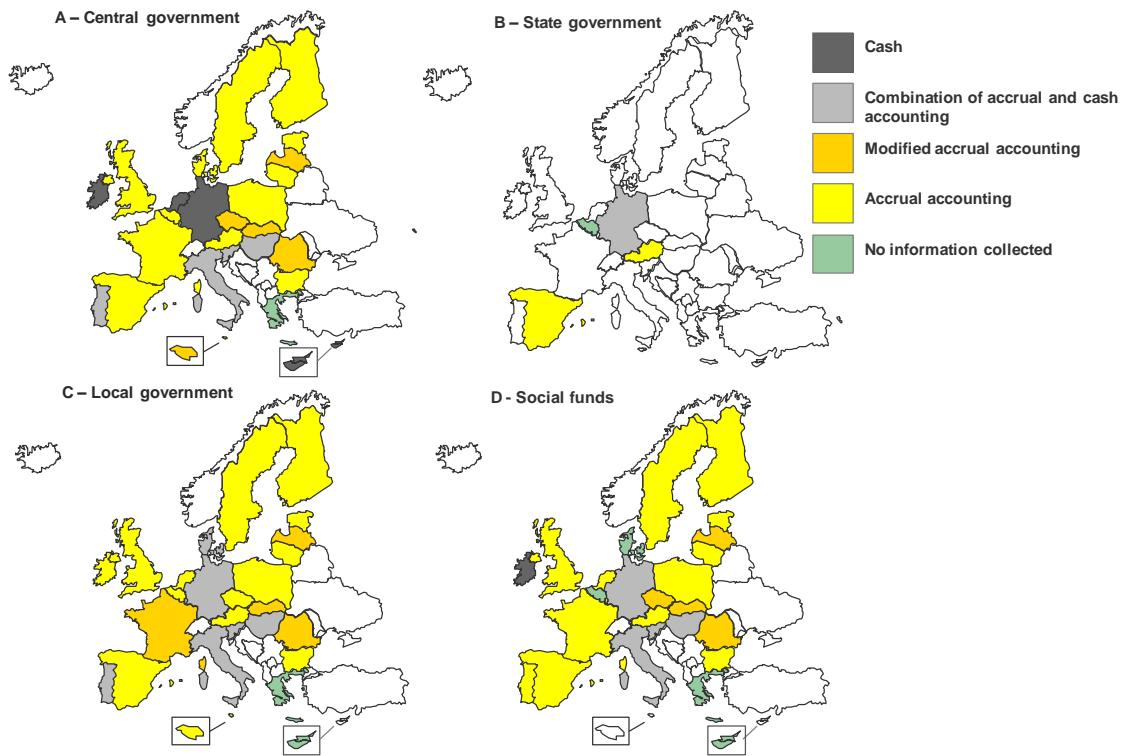 A – Central government
B – State government
Cash
Combination of accrual and cash
accounting
Modified accrual accounting
Accrual accounting
No information collected
C – Local government
D - Social funds